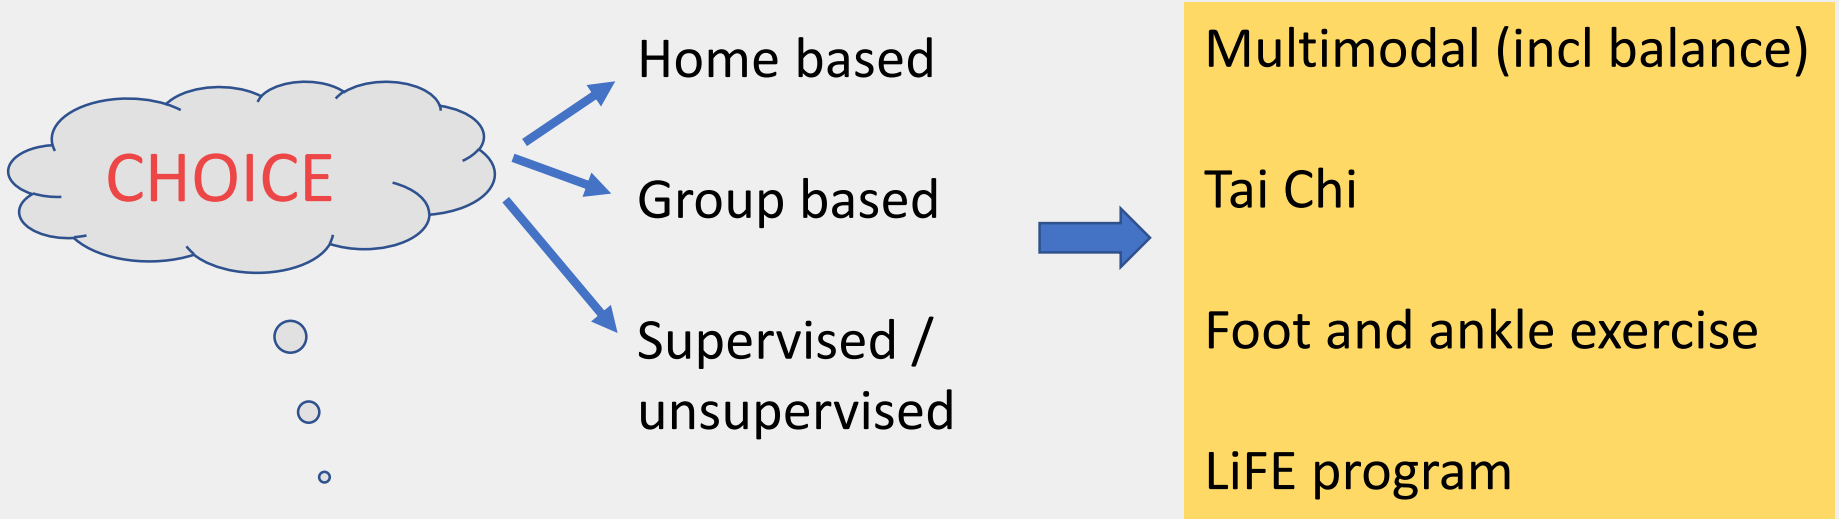 CHOICE
Home based
Group based
Supervised /
unsupervised
Multimodal (incl balance)
Tai Chi
Foot and ankle exercise
LiFE program